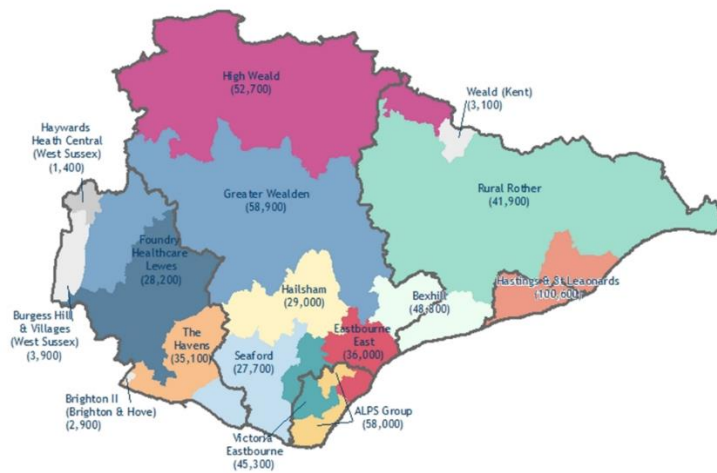 High Weald
(52,700)
Weald (Kent)
(3,100)
Haywards
Heath Central
(West Sussex)
(1,400)
Greater Wealden
(58,900)
Rural Rother
(41,900)
Foundry
Healthcare
Lewes
(28,200)
Hailsham
(29,000)
Bexhill
(48,800)
Hastings & St Leaonards
(100,600)
Burgess Hill
& Villages
(West Sussex)
(3,900)
The
Havens
(35,100)
Seaford
(27,700)
Eastbourne
East
(36,000)
Brighton II
(Brighton & Hove)
(2,900)
Victoria
Eastbourne
(45,300)
ALPS Group
(58,000)